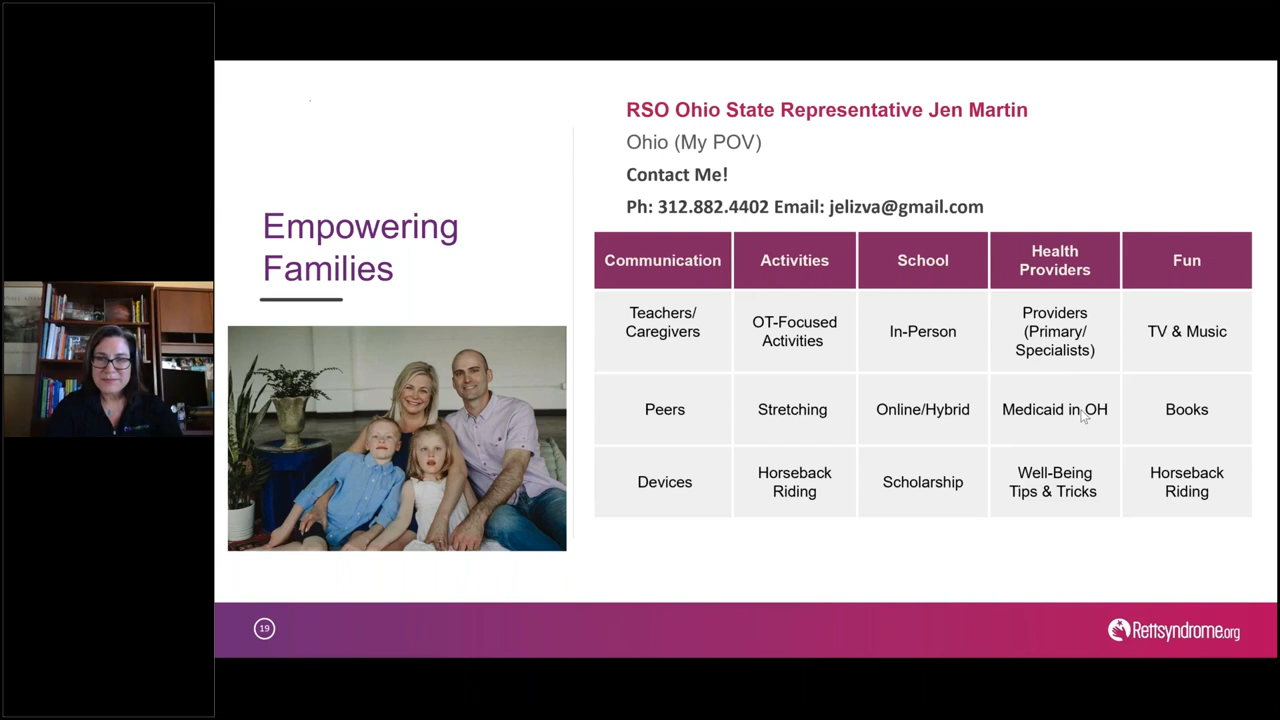 RSO Ohio State Representative Jen Martin
Ohio (My POV)
Contact Me!
Ph: 312.882.4402 Email: jelizva@gmail.com
Empowering
Families
Communication
Activities
School
Health
Providers
Fun
Teachers/
Caregivers
OT-Focused
Activities
In-Person
Providers
(Primary/
Specialists)
TV & Music
Peers
Stretching
Online/Hybrid
Medicaid in OH
Books
Devices
Horseback
Riding
Scholarship
Well-Being
Tips & Tricks
Horseback
Riding
19
Rettsyndrome.org